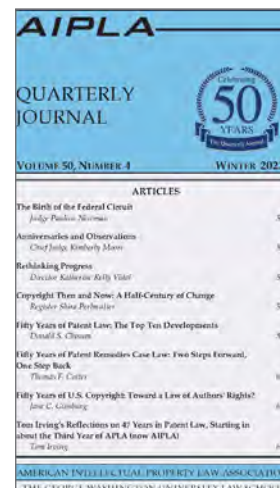 AIPLA
QUARTERLY
JOURNAL
Celebrating
50
YEARS
The Quarterly Journal
VOLUME 50, NUMBER 4
WINTER 202
ARTICLES
The Birth of the Federal Circuit
Judge Pauline Newman
Anniversaries and Observations
Chief Judge Kimberly Moore
Rethinking Progress
Director Katherine Kelly Vidal
Copyright Then and Now: A Half-Century of Change
Register Shira Perlmutter
Fifty Years of Patent Law: The Top Ten Developments
Donald S. Chisum
Fifty Years of Patent Remedies Case Law: Two Steps Forward,
One Step Back
Thomas F. Cotter
Fifty Years of U.S. Copyright: Toward a Law of Authors' Rights?
Jane C. Ginsburg
Tom Irving's Reflections on 47 Years in Patent Law, Starting in
about the Third Year of APLA (now AIPLA)
Tom Irving
AMERICAN INTELLECTUAL PROPERTY LAW ASSOCIATIO
THE GEORGE WASHINGTON UNIVERSITY LAW SCHOOL